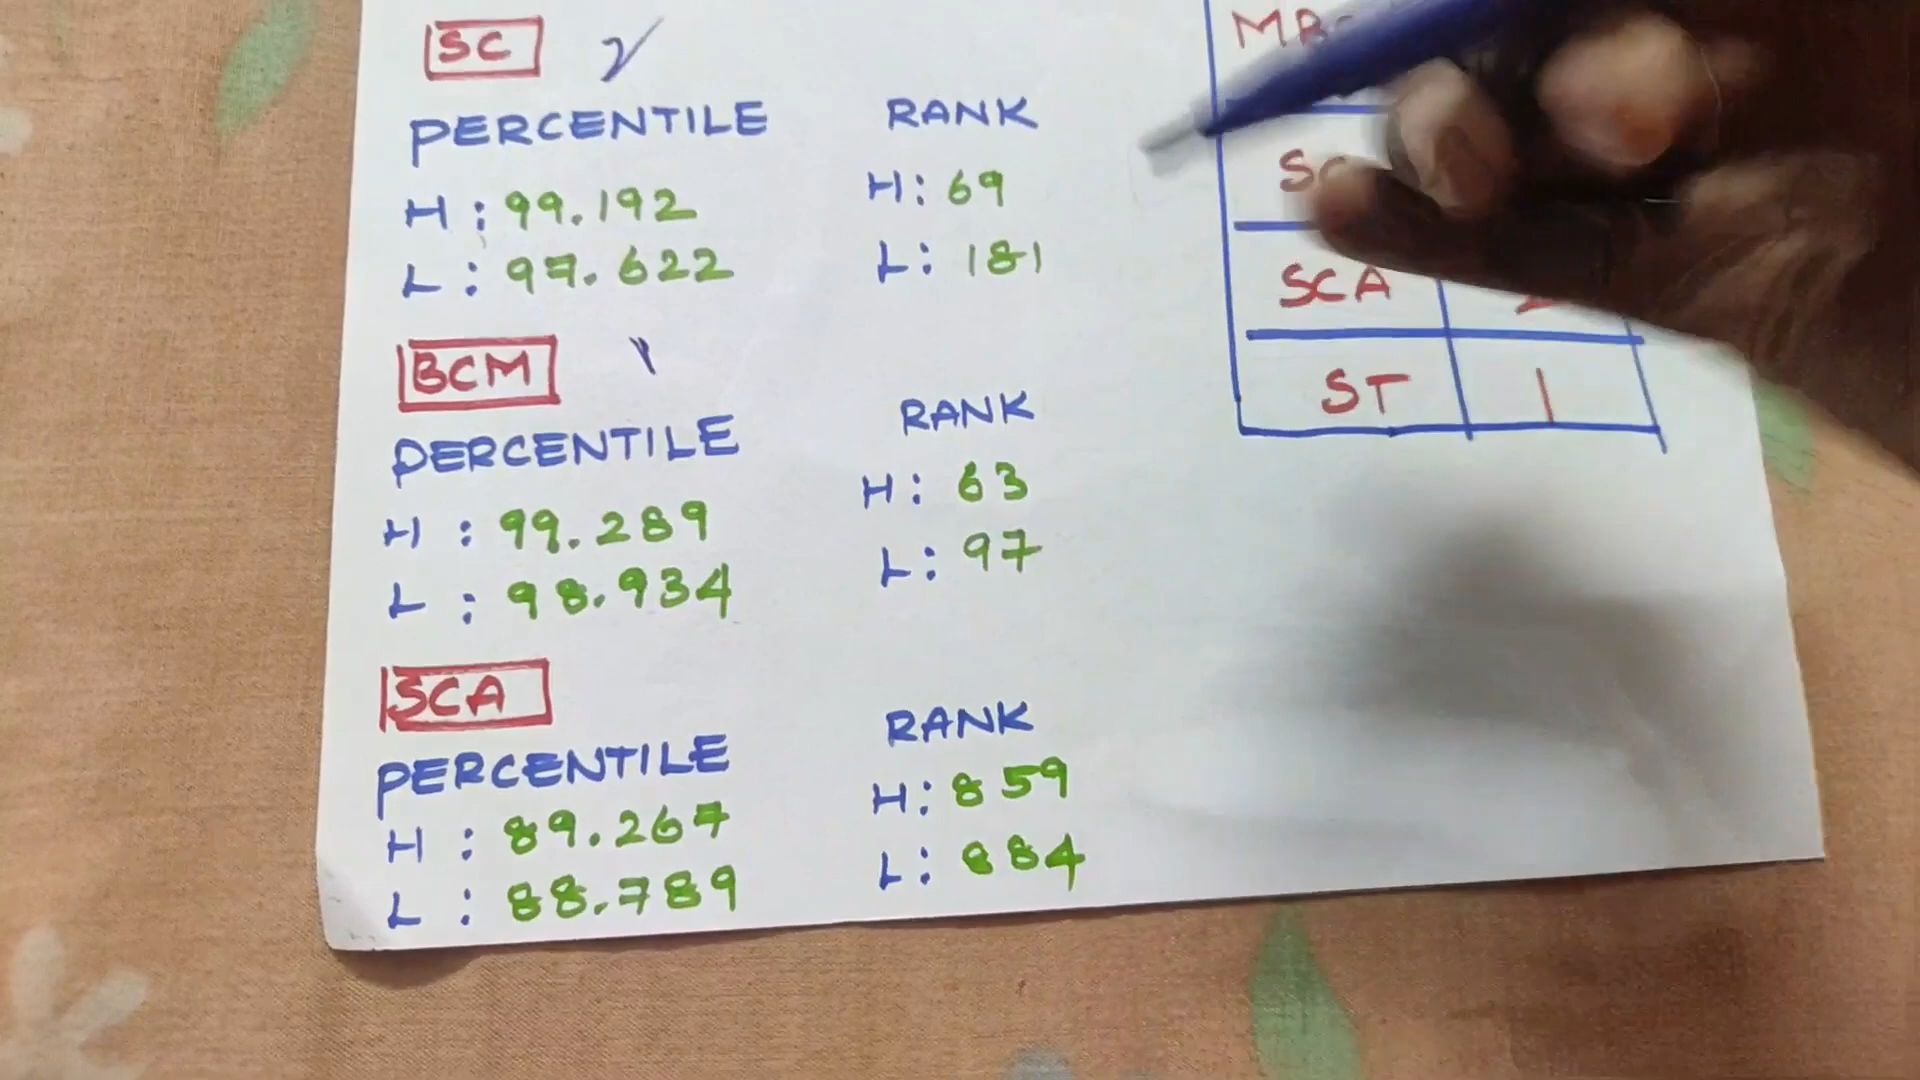 SC
PERCENTILE
H : 99.192
L : 97.622
RANK
H : 69
L : 181
BCM
PERCENTILE
H : 99.289
L : 98.934
RANK
H : 63
L : 97
SCA
PERCENTILE
H : 89.267
L : 88.789
RANK
H : 859
L : 884
SCA
ST 1